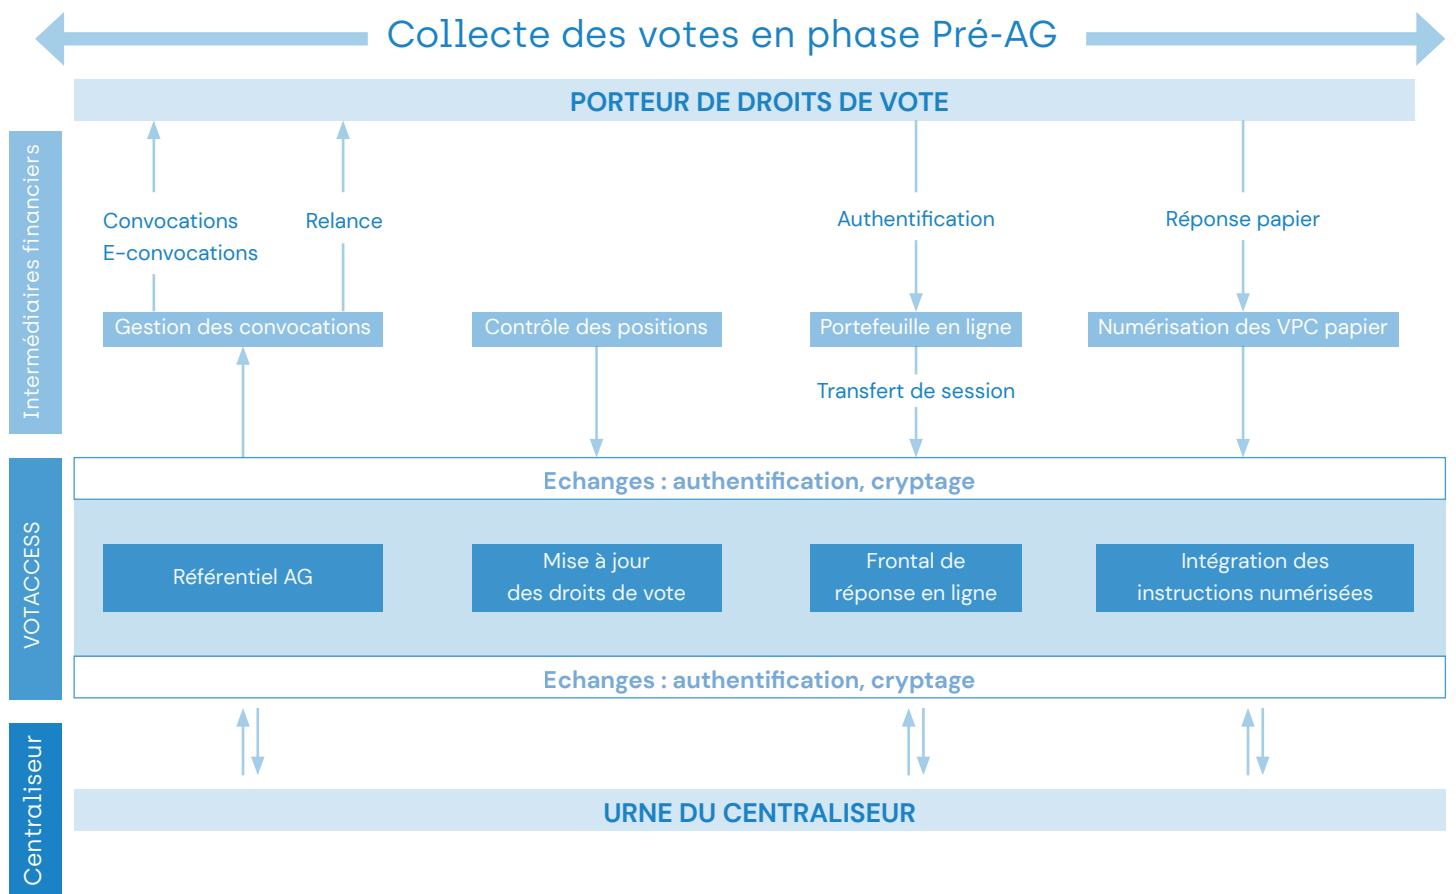 Collecte des votes en phase Pré-AG
PORTEUR DE DROITS DE VOTE
Intermédiaires financiers
Convocations
E-convocations
Relance
Authentification
Réponse papier
Gestion des convocations
Contrôle des positions
Portefeuille en ligne
Numérisation des VPC papier
Transfert de session
VOTACCESS
Echanges : authentification, cryptage
Référentiel AG
Mise à jour
des droits de vote
Frontal de
réponse en ligne
Intégration des
instructions numérisées
Echanges : authentification, cryptage
Centraliseur
URNE DU CENTRALISEUR